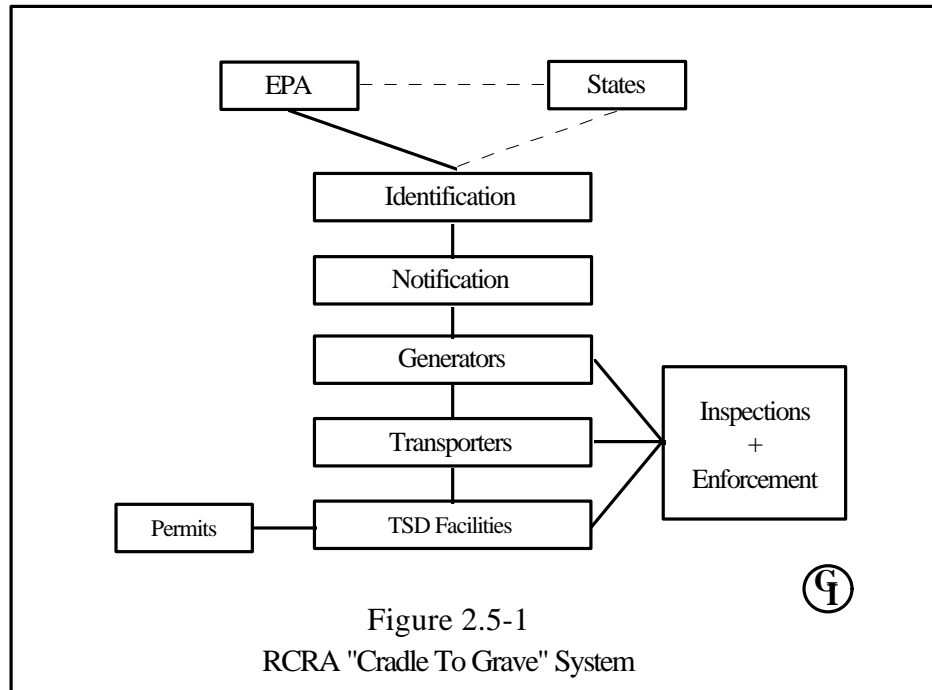 EPA
States
Identification
Notification
Generators
Transporters
TSD Facilities
Permits
Inspections
+
Enforcement
GI
Figure 2.5-1
RCRA "Cradle To Grave" System